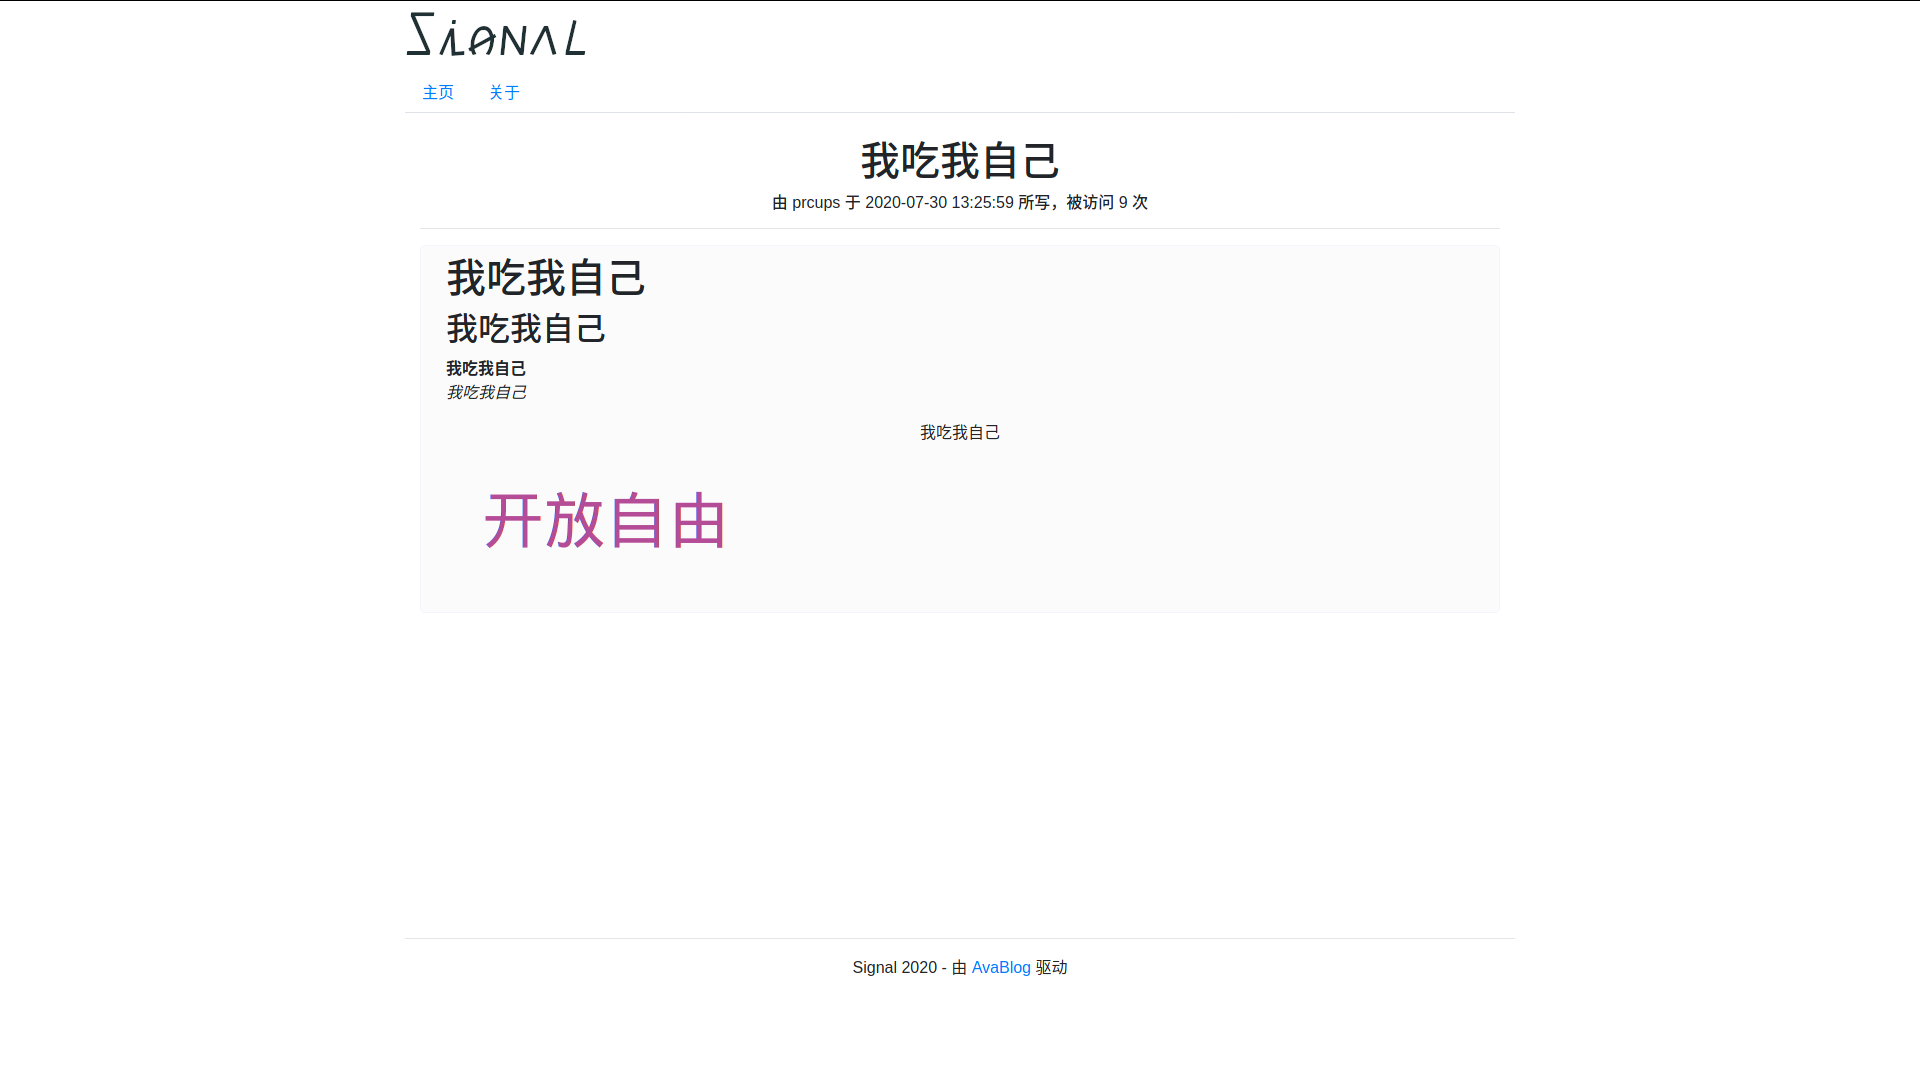 SiGNAL
主页 关于
我吃我自己
由 prcups 于 2020-07-30 13:25:59 所写，被访问 9 次
我吃我自己
我吃我自己
我吃我自己
我吃我自己
我吃我自己
开放自由
Signal 2020 - 由 AvaBlog 驱动